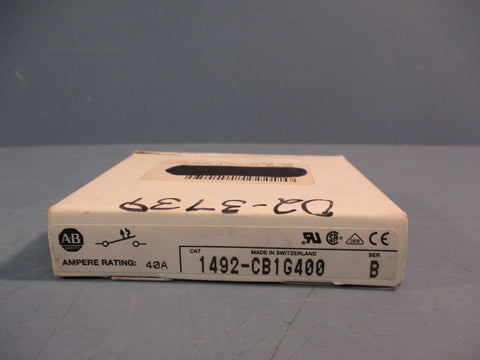 D2-3739
AB
CAT
MADE IN SWITZERLAND
SER
AMPERE RATING: 40A
1492-CB1G400
B